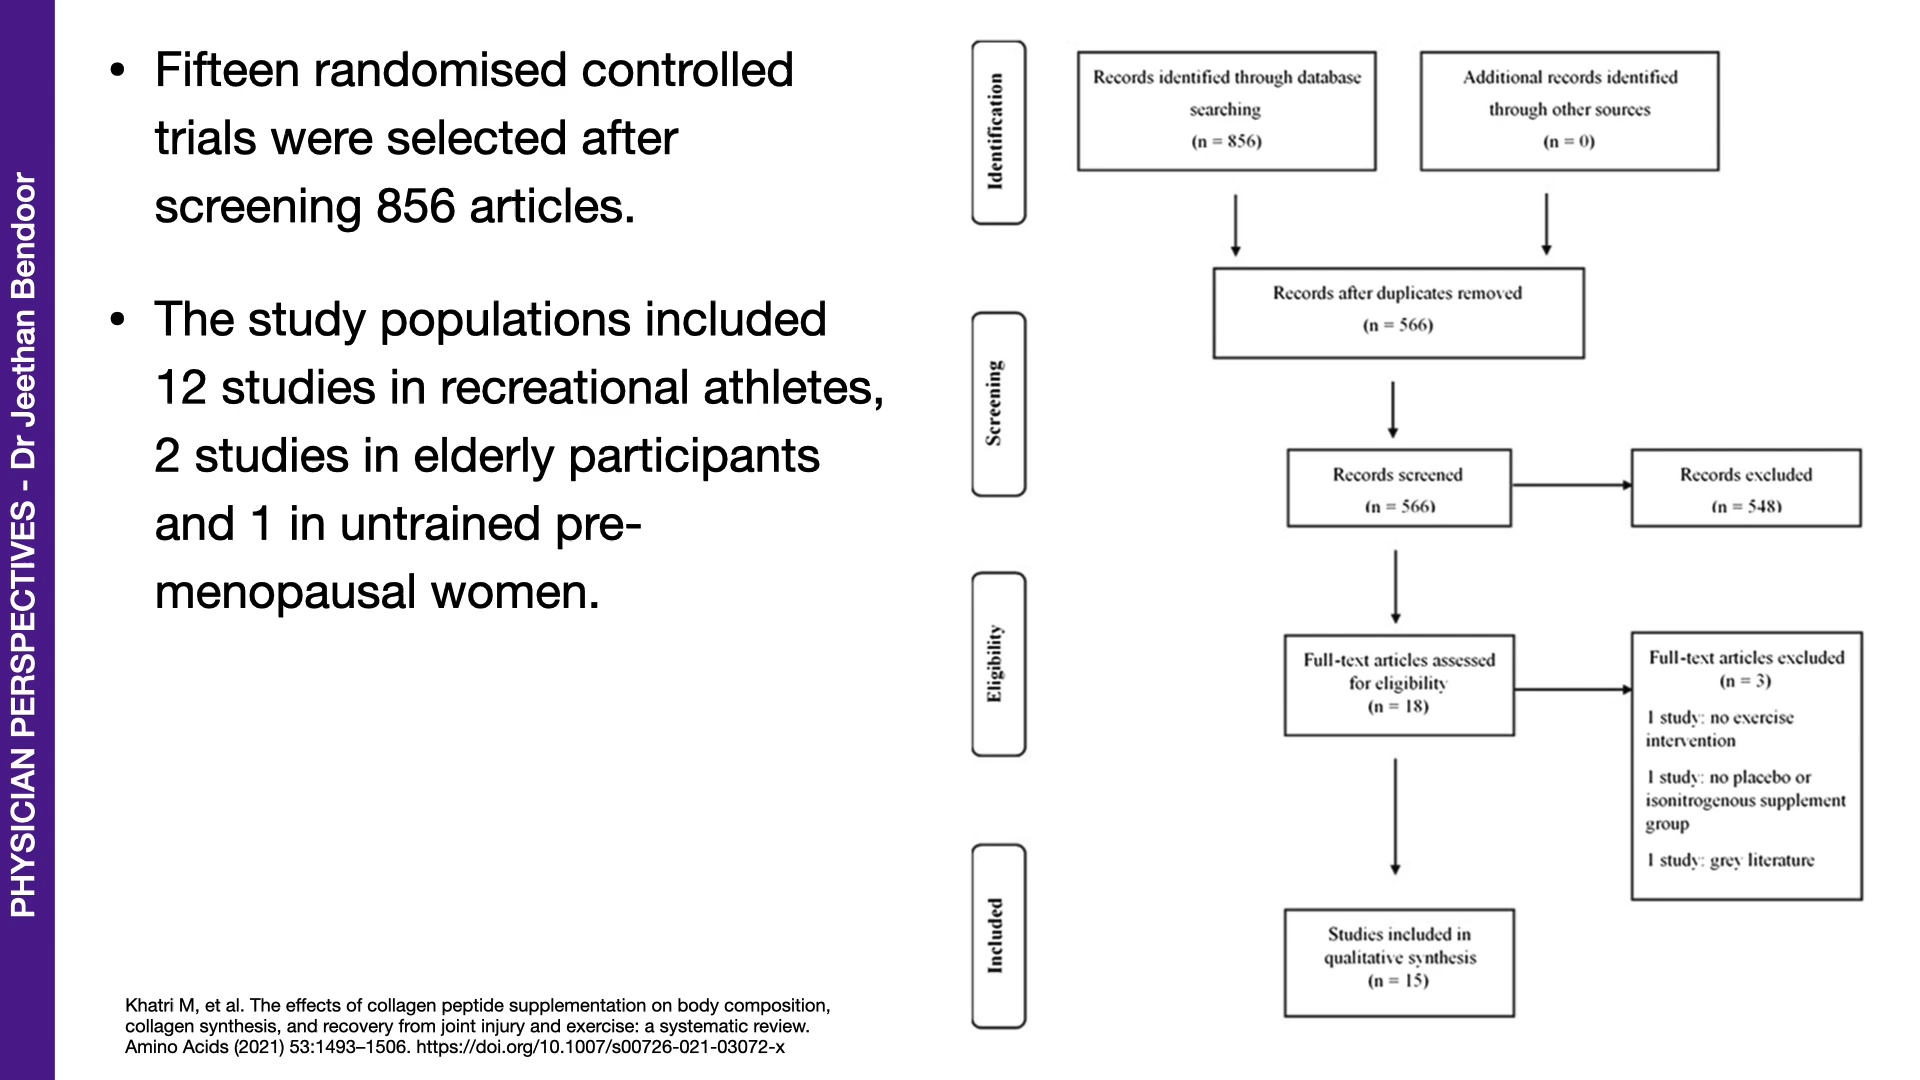 PHYSICIAN PERSPECTIVES - Dr Jeethan Bendoor
• Fifteen randomised controlled
trials were selected after
screening 856 articles.
• The study populations included
12 studies in recreational athletes,
2 studies in elderly participants
and 1 in untrained pre-
menopausal women.
Khatri M, et al. The effects of collagen peptide supplementation on body composition,
collagen synthesis, and recovery from joint injury and exercise: a systematic review.
Amino Acids (2021) 53:1493–1506. https://doi.org/10.1007/s00726-021-03072-x
Identification
Records identified through database
searching
(n = 856)
Additional records identified
through other sources
(n = 0)
Screening
Records after duplicates removed
(n = 566)
Records screened
(n = 566)
Records excluded
(n = 548)
Eligibility
Full-text articles assessed
for eligibility
(n = 18)
Full-text articles excluded
(n = 3)
1 study: no exercise
intervention
1 study: no placebo or
isonitrogenous supplement
group
1 study: grey literature
Included
Studies included in
qualitative synthesis
(n = 15)